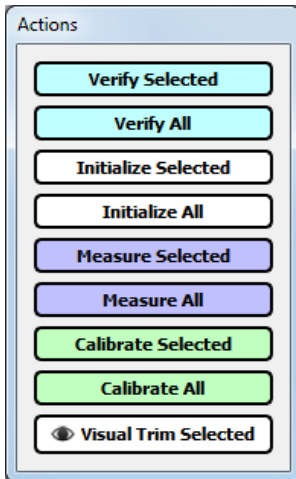 Actions
Verify Selected
Verify All
Initialize Selected
Initialize All
Measure Selected
Measure All
Calibrate Selected
Calibrate All
Visual Trim Selected